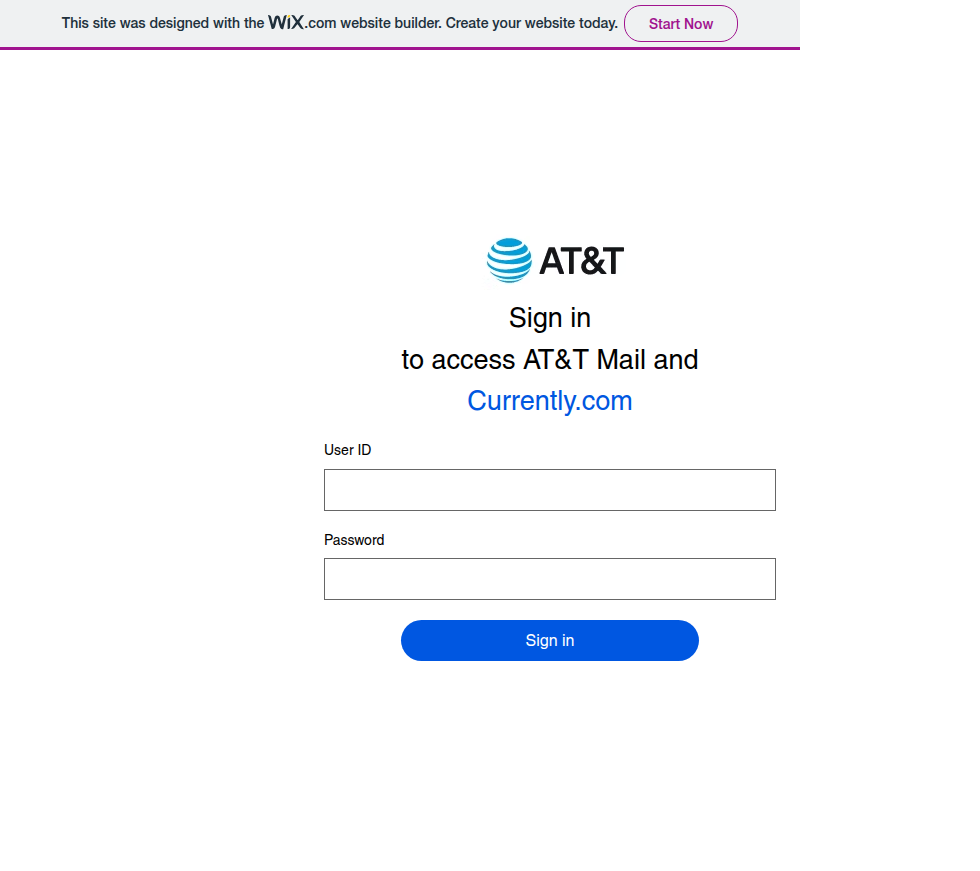 This site was designed with the WiX.com website builder. Create your website today. Start Now
AT&T
Sign in
to access AT&T Mail and
Currently.com
User ID
Password
Sign in